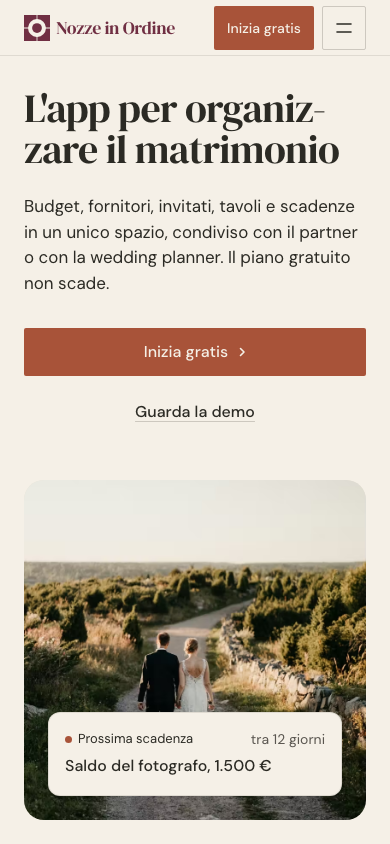 Nozze in Ordine
Inizia gratis
L'app per organiz-
zare il matrimonio
Budget, fornitori, invitati, tavoli e scadenze
in un unico spazio, condiviso con il partner
o con la wedding planner. Il piano gratuito
non scade.
Inizia gratis
Guarda la demo
Prossima scadenza tra 12 giorni
Saldo del fotografo, 1.500 €